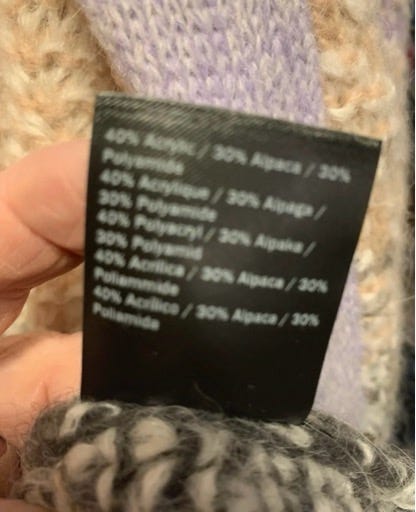 40% Acrylic / 30% Alpaca / 30%
Polyamide
40% Acrylique / 30% Alpaga /
30% Polyamide
40% Polyacryl / 30% Alpaka /
30% Polyamid
40% Acrilica / 30% Alpaca / 30%
Poliammide
40% Acrílico / 30% Alpaca / 30%
Poliamida